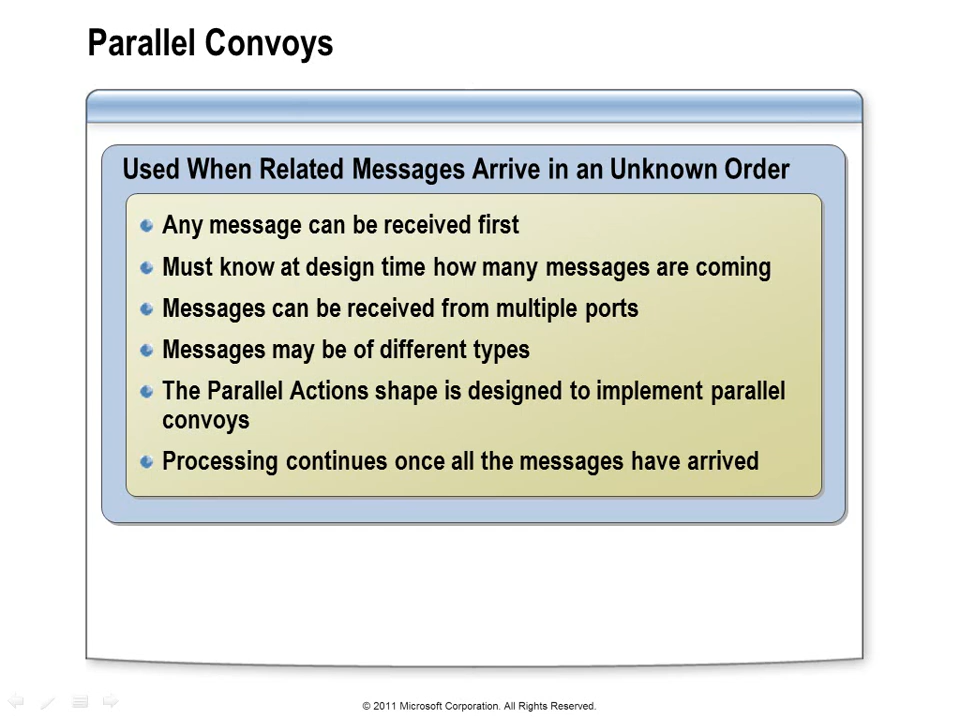 Parallel Convoys
Used When Related Messages Arrive in an Unknown Order
Any message can be received first
Must know at design time how many messages are coming
Messages can be received from multiple ports
Messages may be of different types
The Parallel Actions shape is designed to implement parallel
convoys
Processing continues once all the messages have arrived
© 2011 Microsoft Corporation. All Rights Reserved.